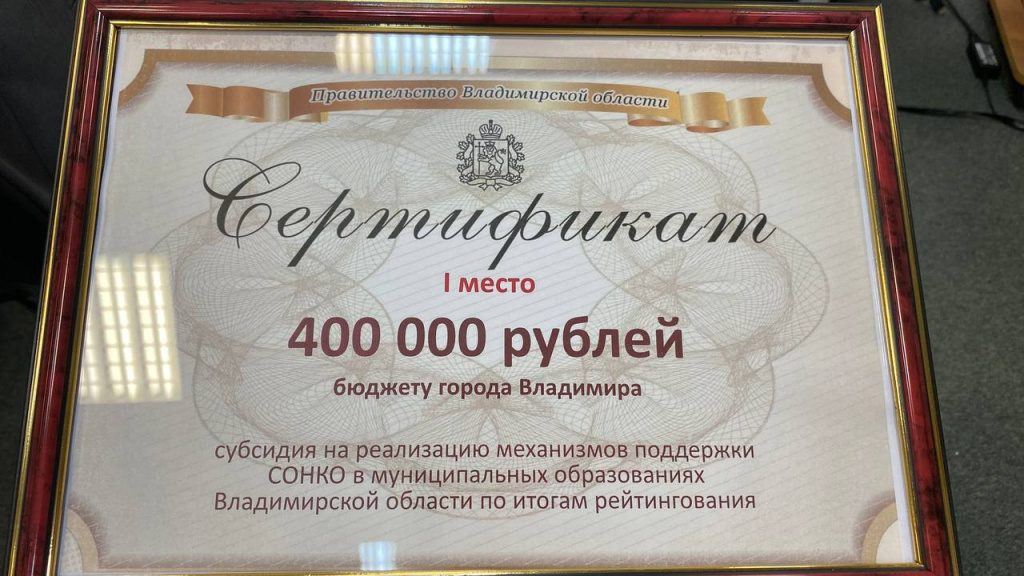 Правительство Владимирской области
Сертификат
I место
400 000 рублей
бюджету города Владимира
субсидия на реализацию механизмов поддержки
СОНКО в муниципальных образованиях
Владимирской области по итогам рейтингования